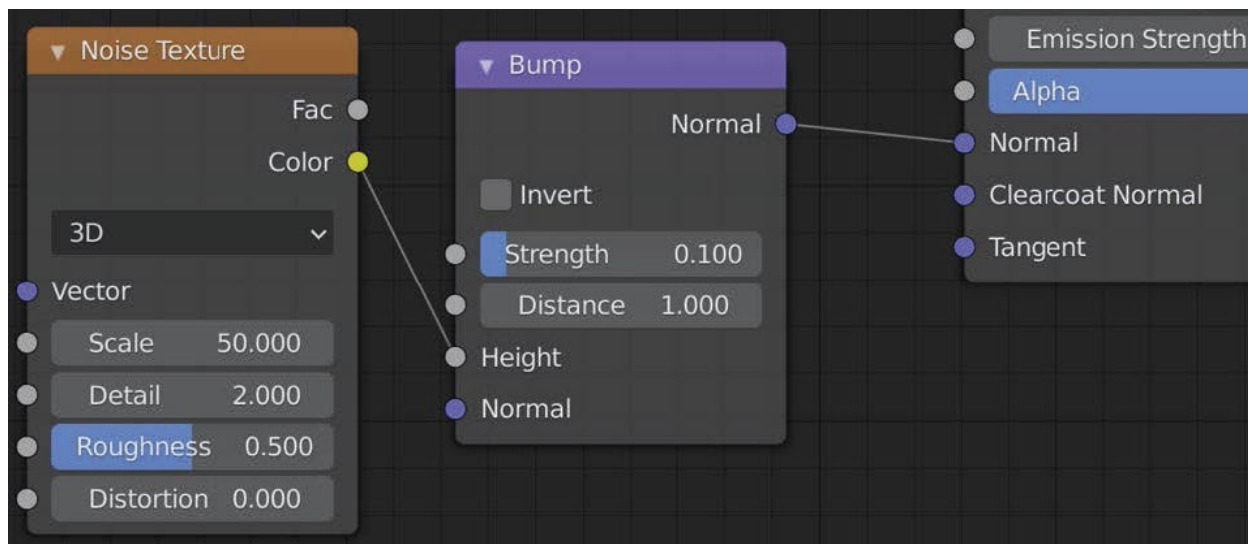 Noise Texture
Fac
Color
3D
Vector
Scale 50.000
Detail 2.000
Roughness 0.500
Distortion 0.000
Bump
Normal
Invert
Strength 0.100
Distance 1.000
Height
Normal
Emission Strength
Alpha
Normal
Clearcoat Normal
Tangent